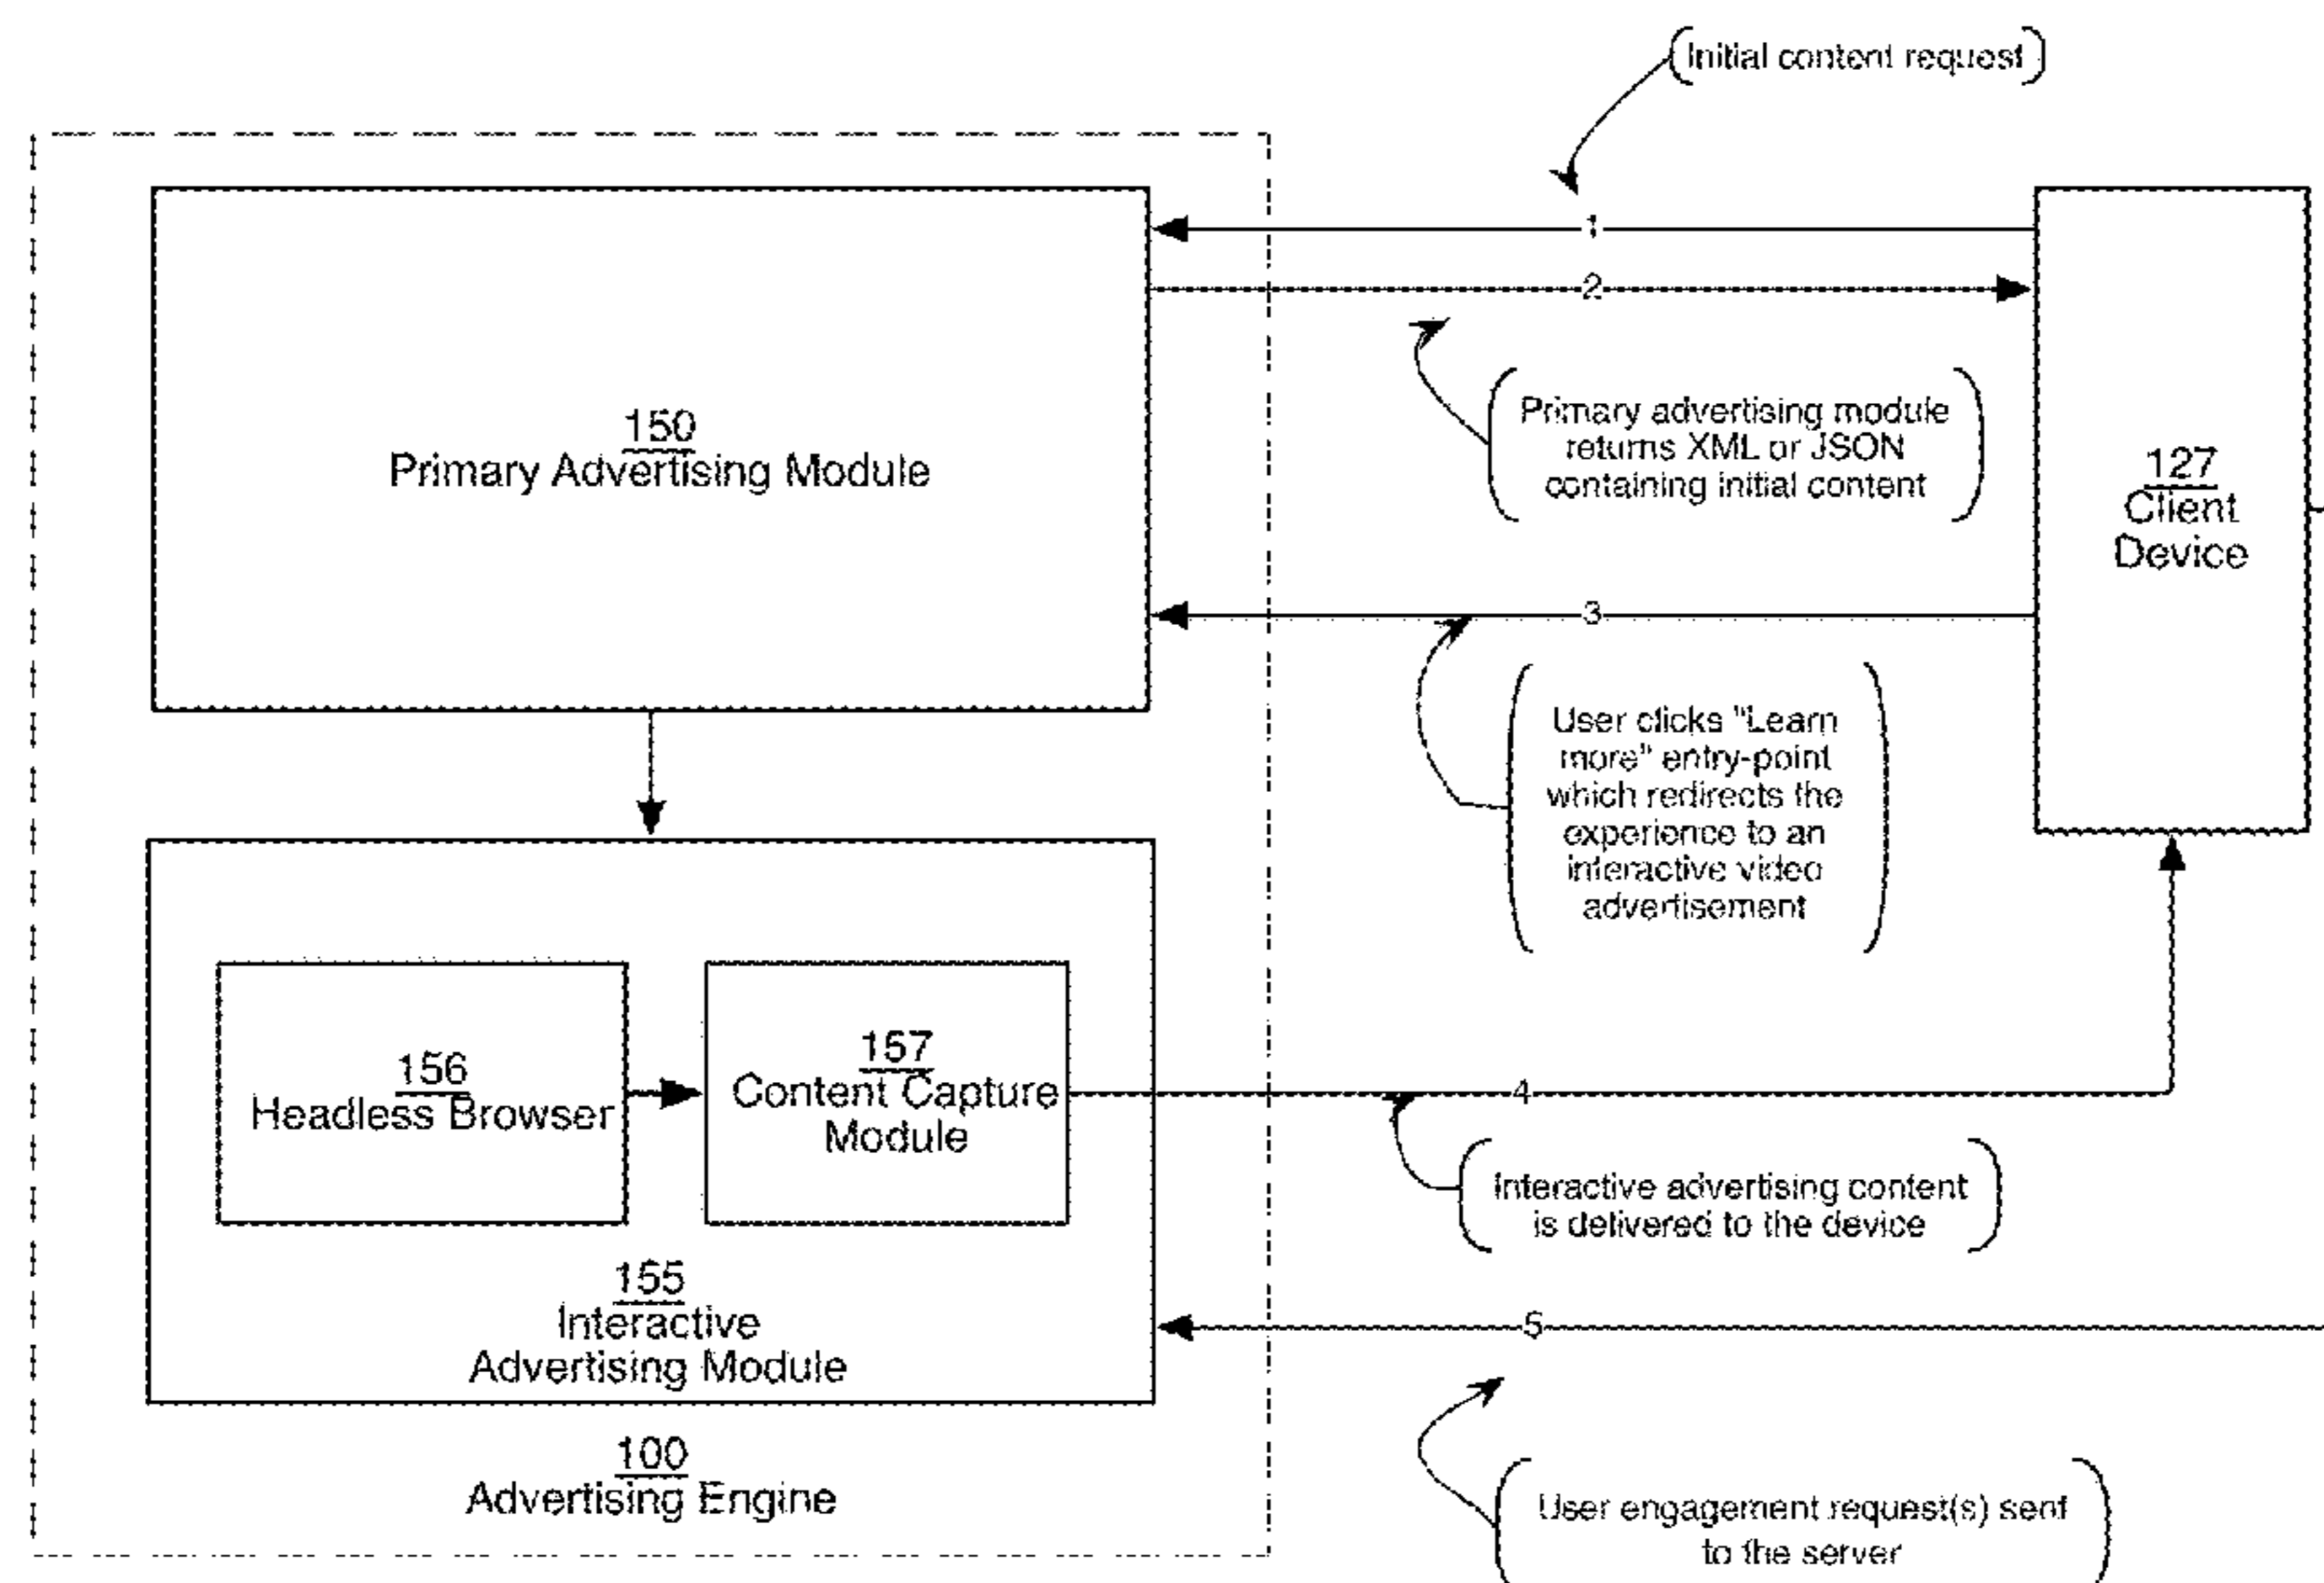 Initial content request
1
2
150
Primary Advertising Module
Primary advertising module
returns XML or JSON
containing initial content
127
Client
Device
3
User clicks "Learn
more" entry-point
which redirects the
experience to an
interactive video
advertisement
156
Headless Browser
157
Content Capture
Module
4
Interactive advertising content
is delivered to the device
155
Interactive
Advertising Module
5
100
Advertising Engine
User engagement request(s) sent
to the server